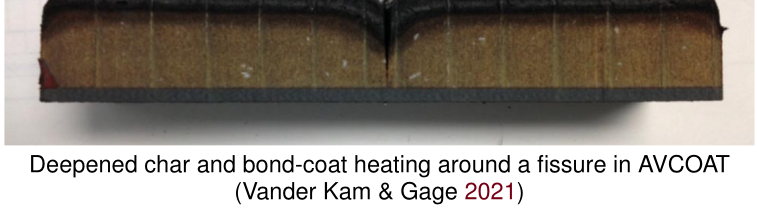 Deepened char and bond-coat heating around a fissure in AVCOAT
(Vander Kam & Gage 2021)